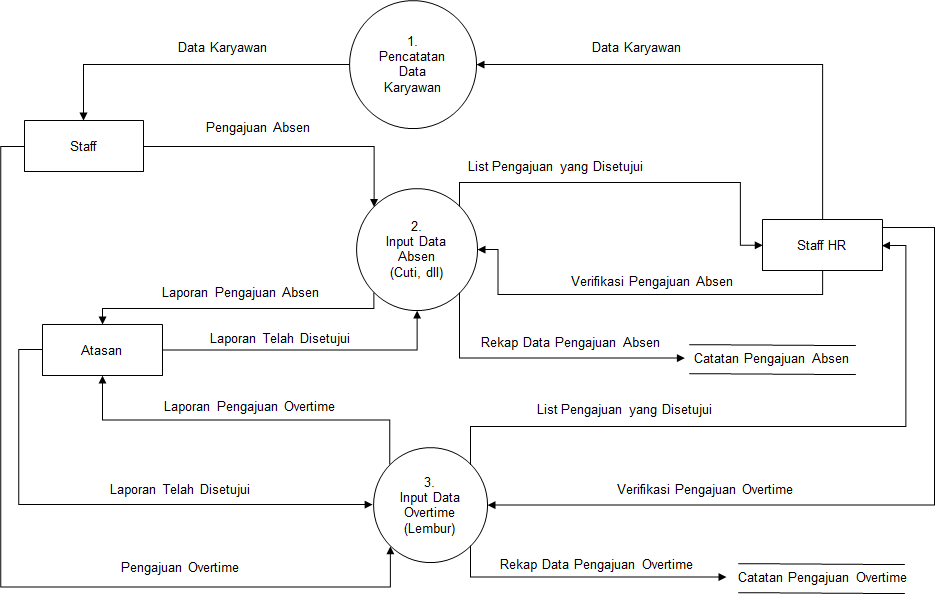 1.
Pencatatan
Data
Karyawan
Data Karyawan
Data Karyawan
Pengajuan Absen
Staff
List Pengajuan yang Disetujui
2.
Input Data
Absen
(Cuti, dll)
Staff HR
Verifikasi Pengajuan Absen
Laporan Pengajuan Absen
Laporan Telah Disetujui
Rekap Data Pengajuan Absen
Atasan
Catatan Pengajuan Absen
Laporan Pengajuan Overtime
List Pengajuan yang Disetujui
3.
Input Data
Overtime
(Lembur)
Laporan Telah Disetujui
Verifikasi Pengajuan Overtime
Pengajuan Overtime
Rekap Data Pengajuan Overtime
Catatan Pengajuan Overtime